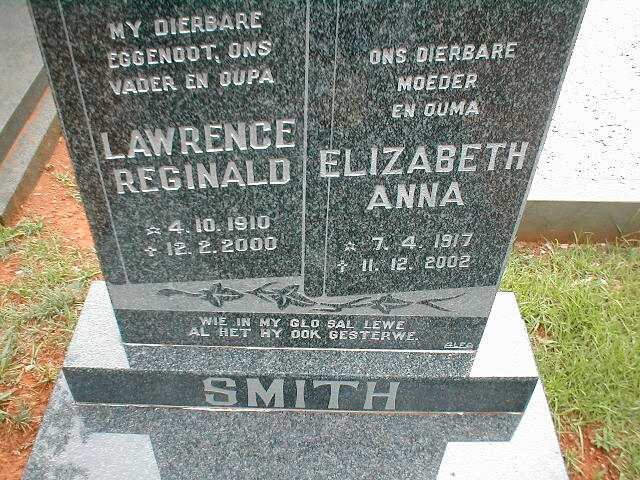 MY DIERBARE
EGGENOOT, ONS
VADER EN OUPA
LAWRENCE
REGINALD
☆ 4.10.1910
✝ 12.2.2000
ONS DIERBARE
MOEDER
EN OUMA
ELIZABETH
ANNA
☆ 7.4.1917
✝ 11.12.2002
WIE IN MY GLO SAL LEWE
AL HET HY OOK GESTERWE.
SMITH